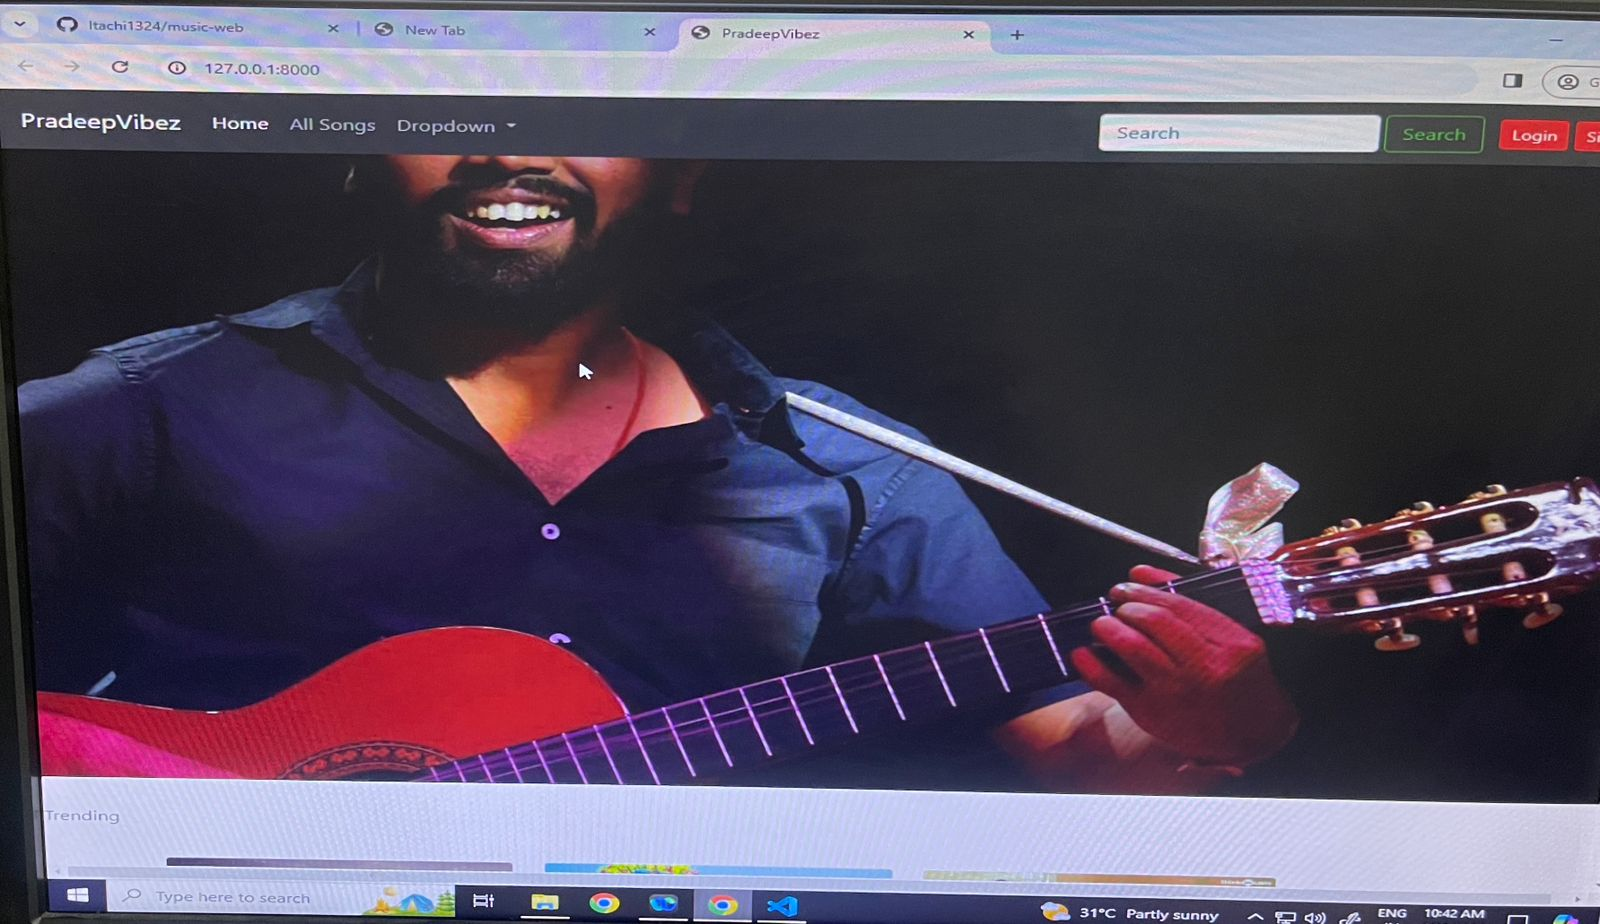 Itachi1324/music-web
New Tab
PradeepVibez
127.0.0.1:8000
PradeepVibez Home All Songs Dropdown
Search
Search
Login
Trending
Type here to search
31°C Partly sunny
ENG
10:42 AM